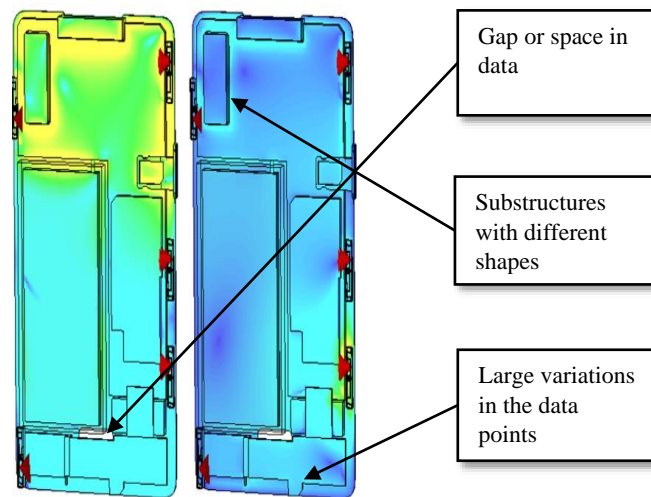 Gap or space in
data
Substructures
with different
shapes
Large variations
in the data
points